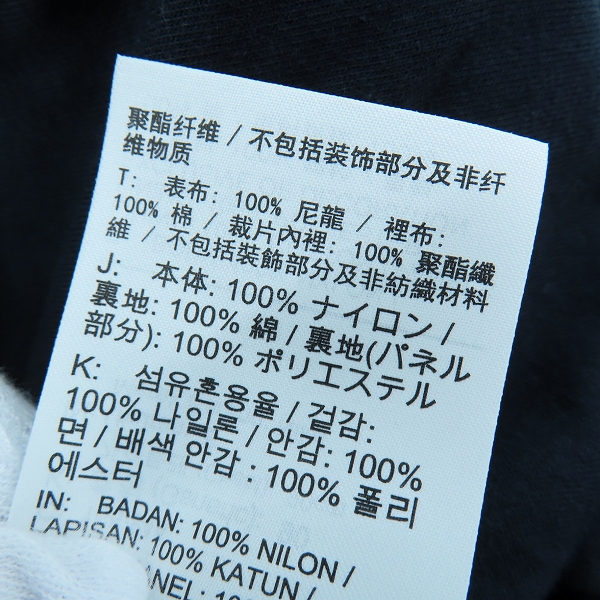 聚酯纤维 / 不包括装饰部分及非纤
维物质
T: 表布: 100% 尼龍 / 裡布:
100% 棉 / 裁片內裡: 100% 聚酯纖
維 / 不包括裝飾部分及非紡織材料
J: 本体: 100% ナイロン /
裏地: 100% 綿 / 裏地(パネル
部分): 100% ポリエステル
K: 섬유혼용율 / 겉감:
100% 나일론 / 안감: 100%
면 / 배색 안감 : 100% 폴리
에스터
IN: BADAN: 100% NILON /
LAPISAN: 100% KATUN /